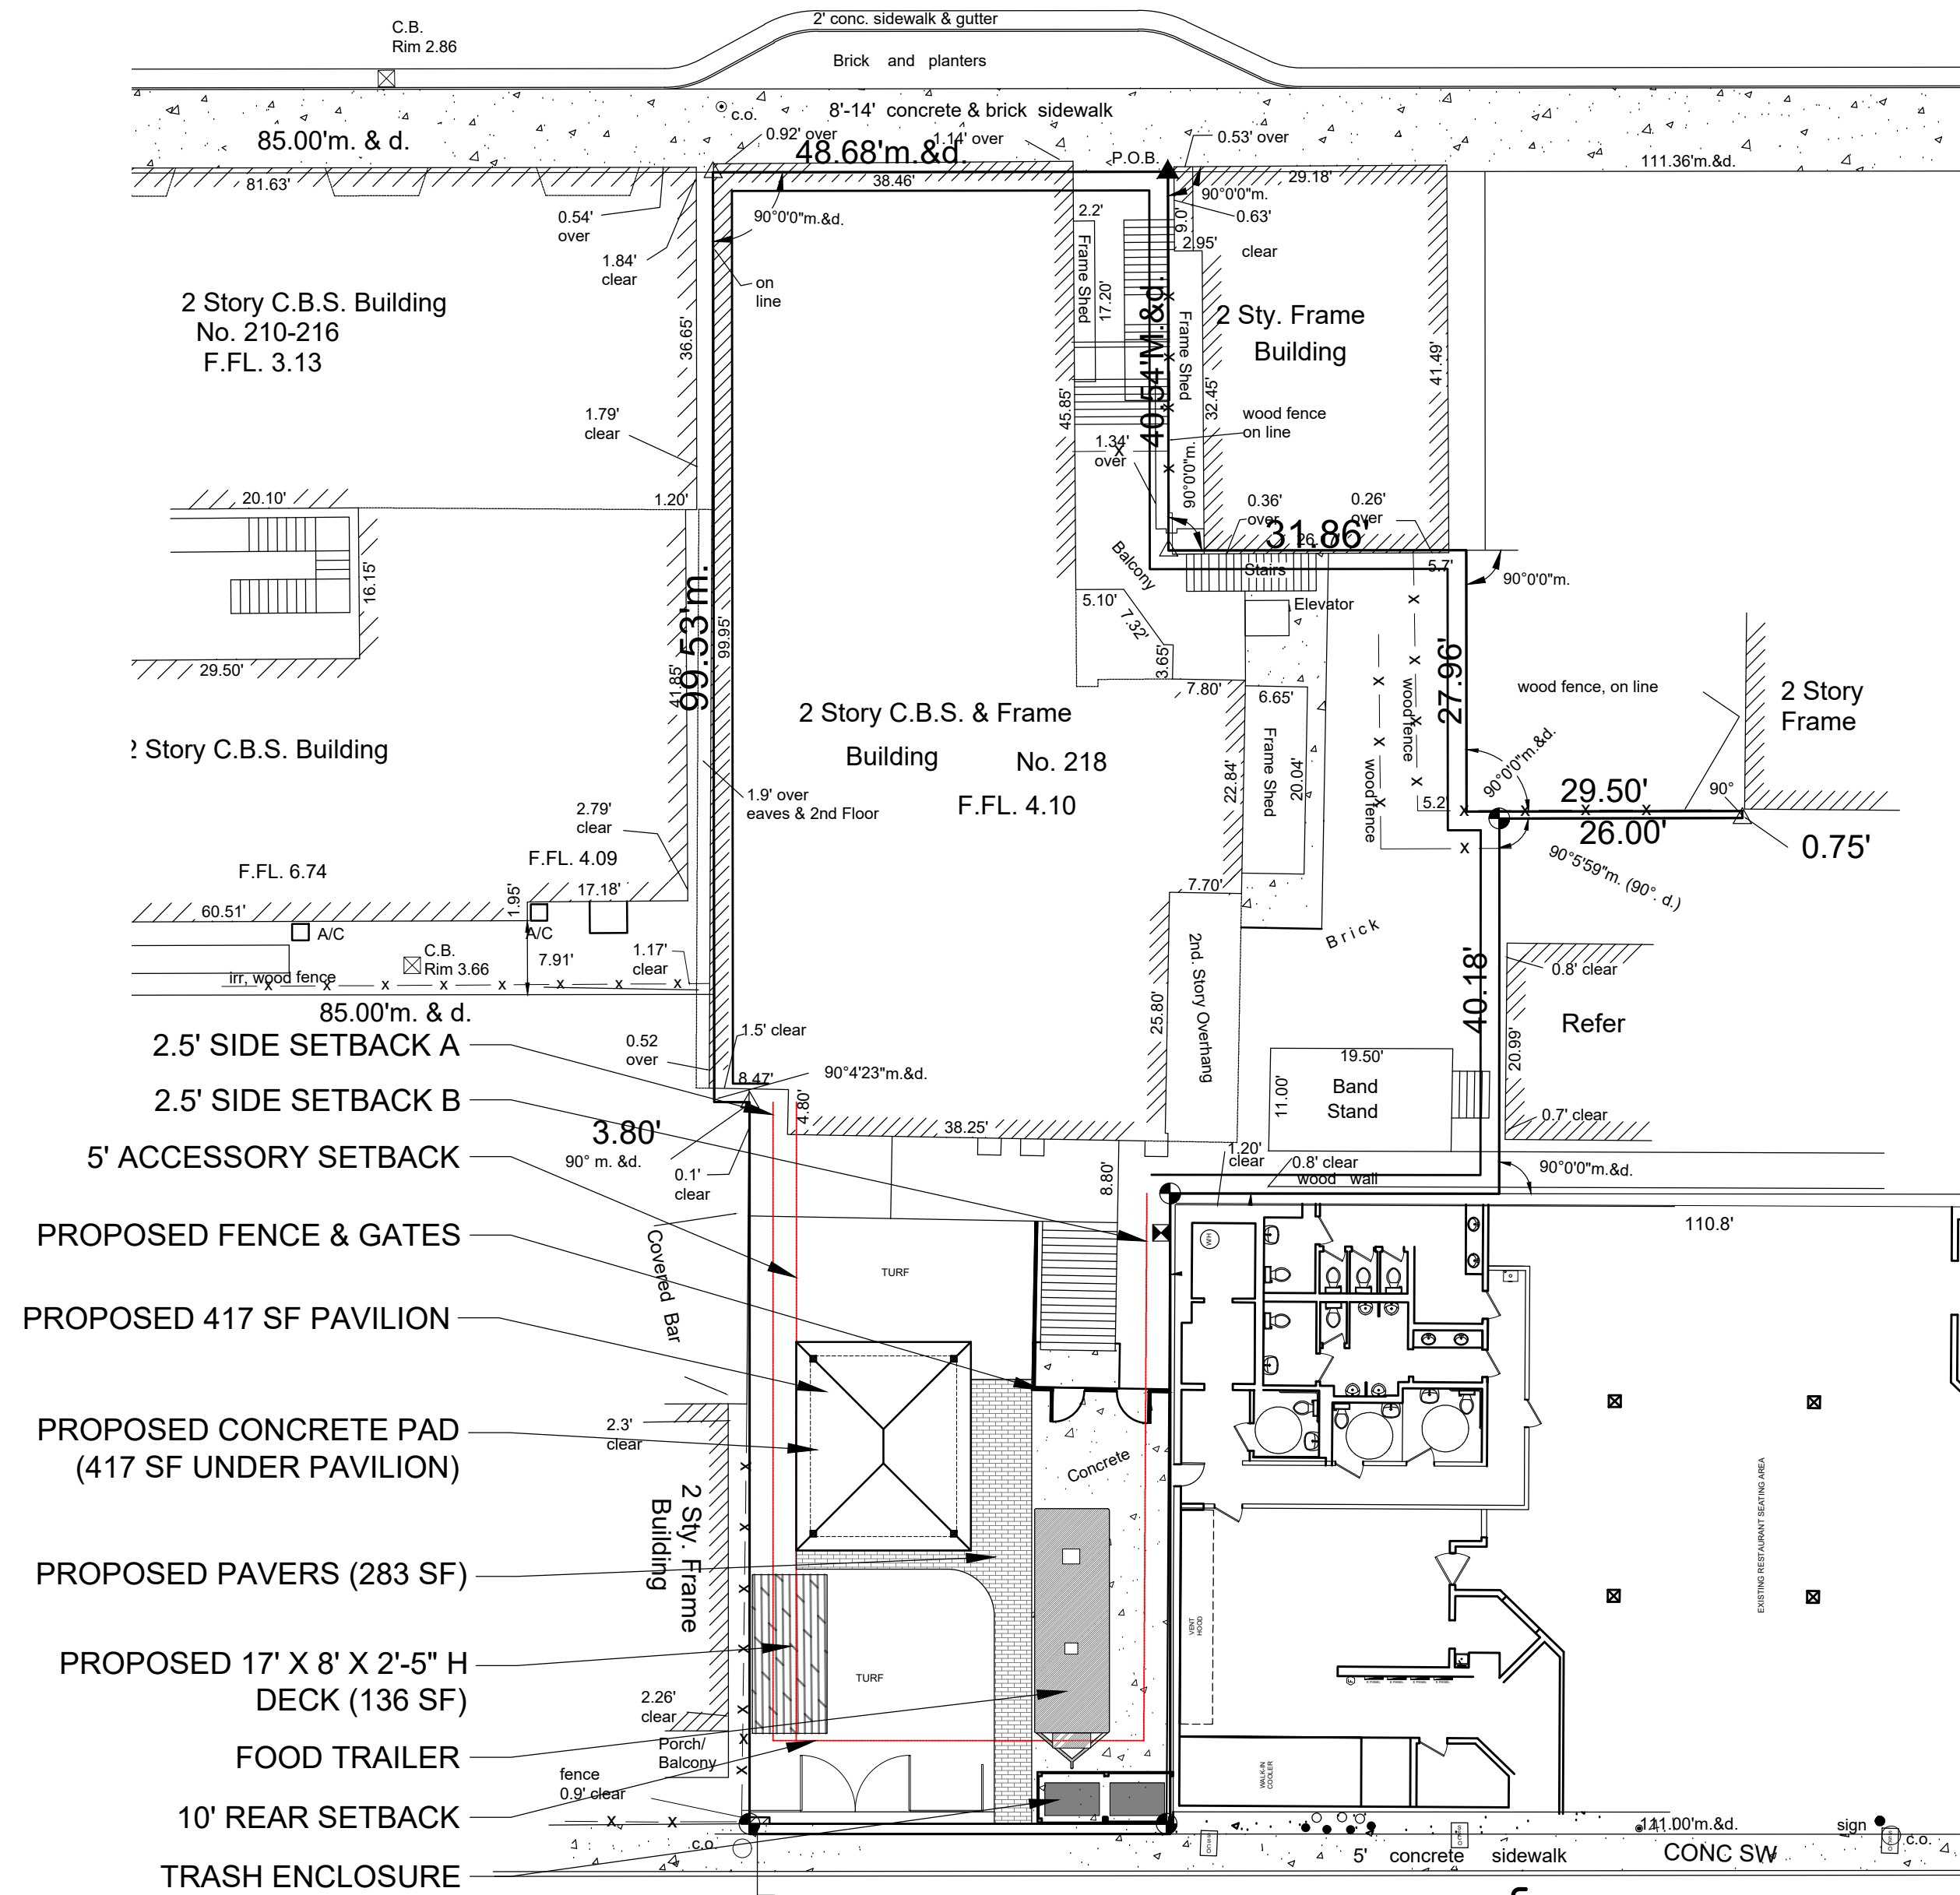 2' conc. sidewalk & gutter
C.B.
Rim 2.86
Brick and planters
8'-14' concrete & brick sidewalk
c.o.
85.00'm. & d.
0.92' over
1.14' over
48.68'm.&d.
P.O.B.
0.53' over
111.36'm.&d.
81.63'
38.46'
29.18'
0.54'
over
90°0'0"m.&d.
2.2'
90°0'0"m.
0.63'
clear
9.0'
2.95'
1.84'
clear
on
line
Frame Shed
17.20'
40.54'M.&d.
Frame Shed
2 Story C.B.S. Building
No. 210-216
F.FL. 3.13
2 Sty. Frame
Building
36.65'
45.85'
32.45'
41.49'
1.79'
clear
1.34'
over
wood fence
on line
90°0'0"m.
20.10'
1.20'
0.36'
over
0.26'
over
31.86'
26.
Balcony
Stairs
5.7'
90°0'0"m.
16.15'
5.10'
7.32'
Elevator
29.50'
99.53'm.
99.95'
41.85'
3.65'
27.96'
7.80'
6.65'
wood fence
wood fence, on line
2 Story
Frame
2 Story C.B.S. & Frame
Building
No. 218
F.FL. 4.10
2 Story C.B.S. Building
22.84'
Frame Shed
20.04'
wood fence
90°0'0"m.&d.
29.50'
90°
1.9' over
eaves & 2nd Floor
5.2'
26.00'
0.75'
2.79'
clear
F.FL. 6.74
F.FL. 4.09
90°5'59"m. (90°. d.)
60.51'
1.95'
17.18'
7.70'
A/C
A/C
C.B.
Rim 3.66
7.91'
1.17'
clear
2nd. Story Overhang
Brick
40.18'
0.8' clear
irr, wood fence
85.00'm. & d.
25.80'
Refer
20.99'
2.5' SIDE SETBACK A
0.52
over
1.5' clear
19.50'
8.47'
90°4'23"m.&d.
2.5' SIDE SETBACK B
4.80'
11.00'
Band
Stand
0.7' clear
3.80'
38.25'
5' ACCESSORY SETBACK
90° m. &d.
0.1'
clear
8.80'
1.20'
clear
0.8' clear
wood wall
90°0'0"m.&d.
PROPOSED FENCE & GATES
Covered Bar
WH
110.8'
TURF
PROPOSED 417 SF PAVILION
PROPOSED CONCRETE PAD
(417 SF UNDER PAVILION)
2.3'
clear
Concrete
EXISTING RESTAURANT SEATING AREA
2 Sty. Frame
Building
PROPOSED PAVERS (283 SF)
VENT
HOOD
PROPOSED 17' X 8' X 2'-5" H
DECK (136 SF)
TURF
2.26'
clear
FOOD TRAILER
Porch/
Balcony
WALK-IN
COOLER
fence
0.9' clear
10' REAR SETBACK
c.o.
111.00'm.&d.
sign
c.o.
5' concrete sidewalk
CONC SW
TRASH ENCLOSURE